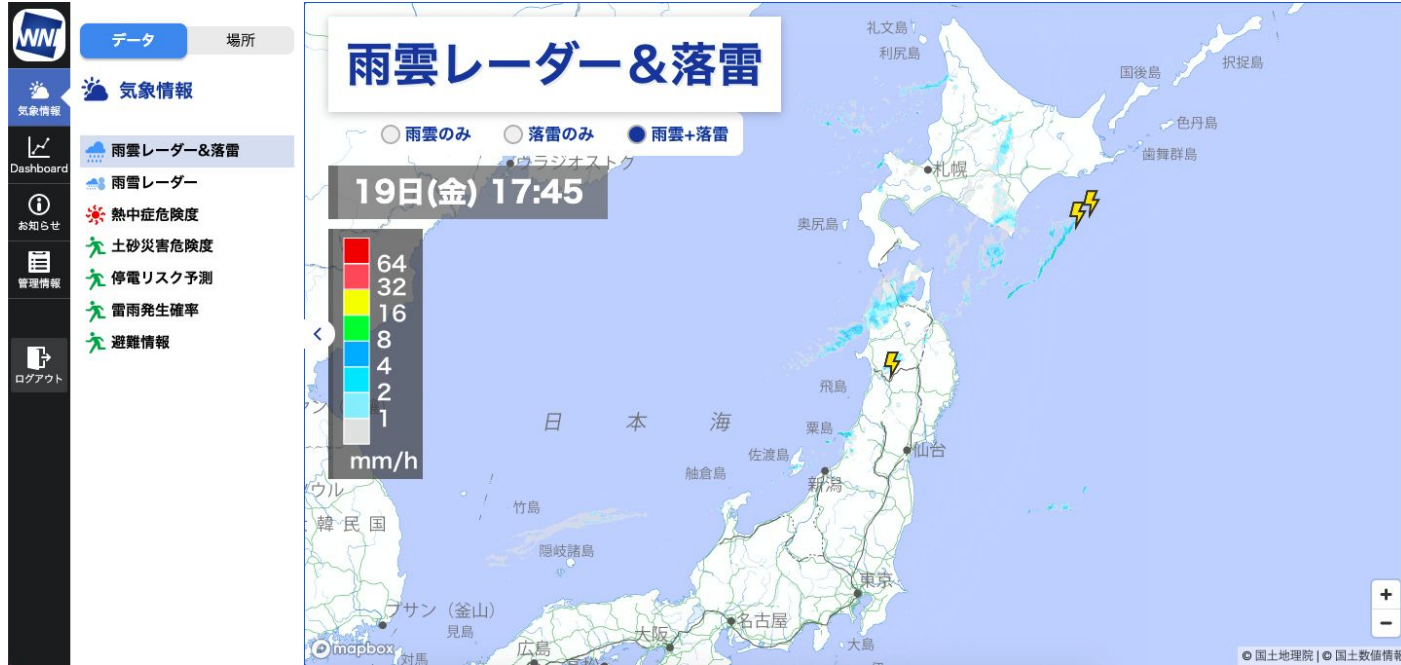 WNI
データ
場所
気象情報
気象情報
Dashboard
お知らせ
管理情報
ログアウト
雨雲レーダー&落雷
雨雪レーダー
熱中症危険度
土砂災害危険度
停電リスク予測
雷雨発生確率
避難情報
雨雲レーダー&落雷
雨雲のみ
落雷のみ
雨雲+落雷
19日(金) 17:45
64
32
16
8
4
2
1
mm/h
礼文島
利尻島
国後島
択捉島
色丹島
歯舞群島
ウラジオストク
札幌
奥尻島
飛島
日本海
粟島
佐渡島
仙台
舳倉島
新潟
ウル
韓民国
竹島
隠岐諸島
東京
プサン（釜山）
見島
名古屋
大阪
大島
広島
対馬
mapbox
+
−
© 国土地理院 | © 国土数値情報